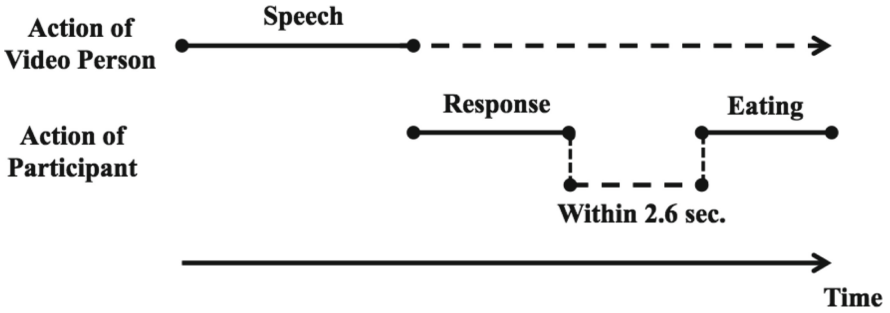 Speech
Action of
Video Person
Response
Eating
Action of
Participant
Within 2.6 sec.
Time